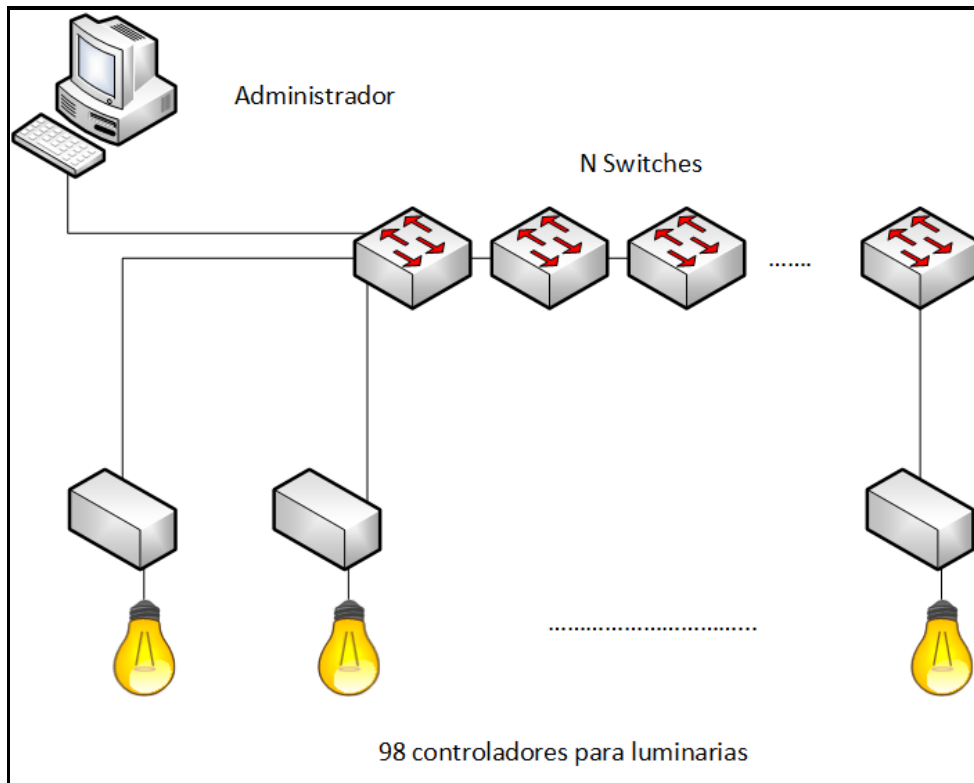 Administrador
N Switches
.......
..............................
98 controladores para luminarias